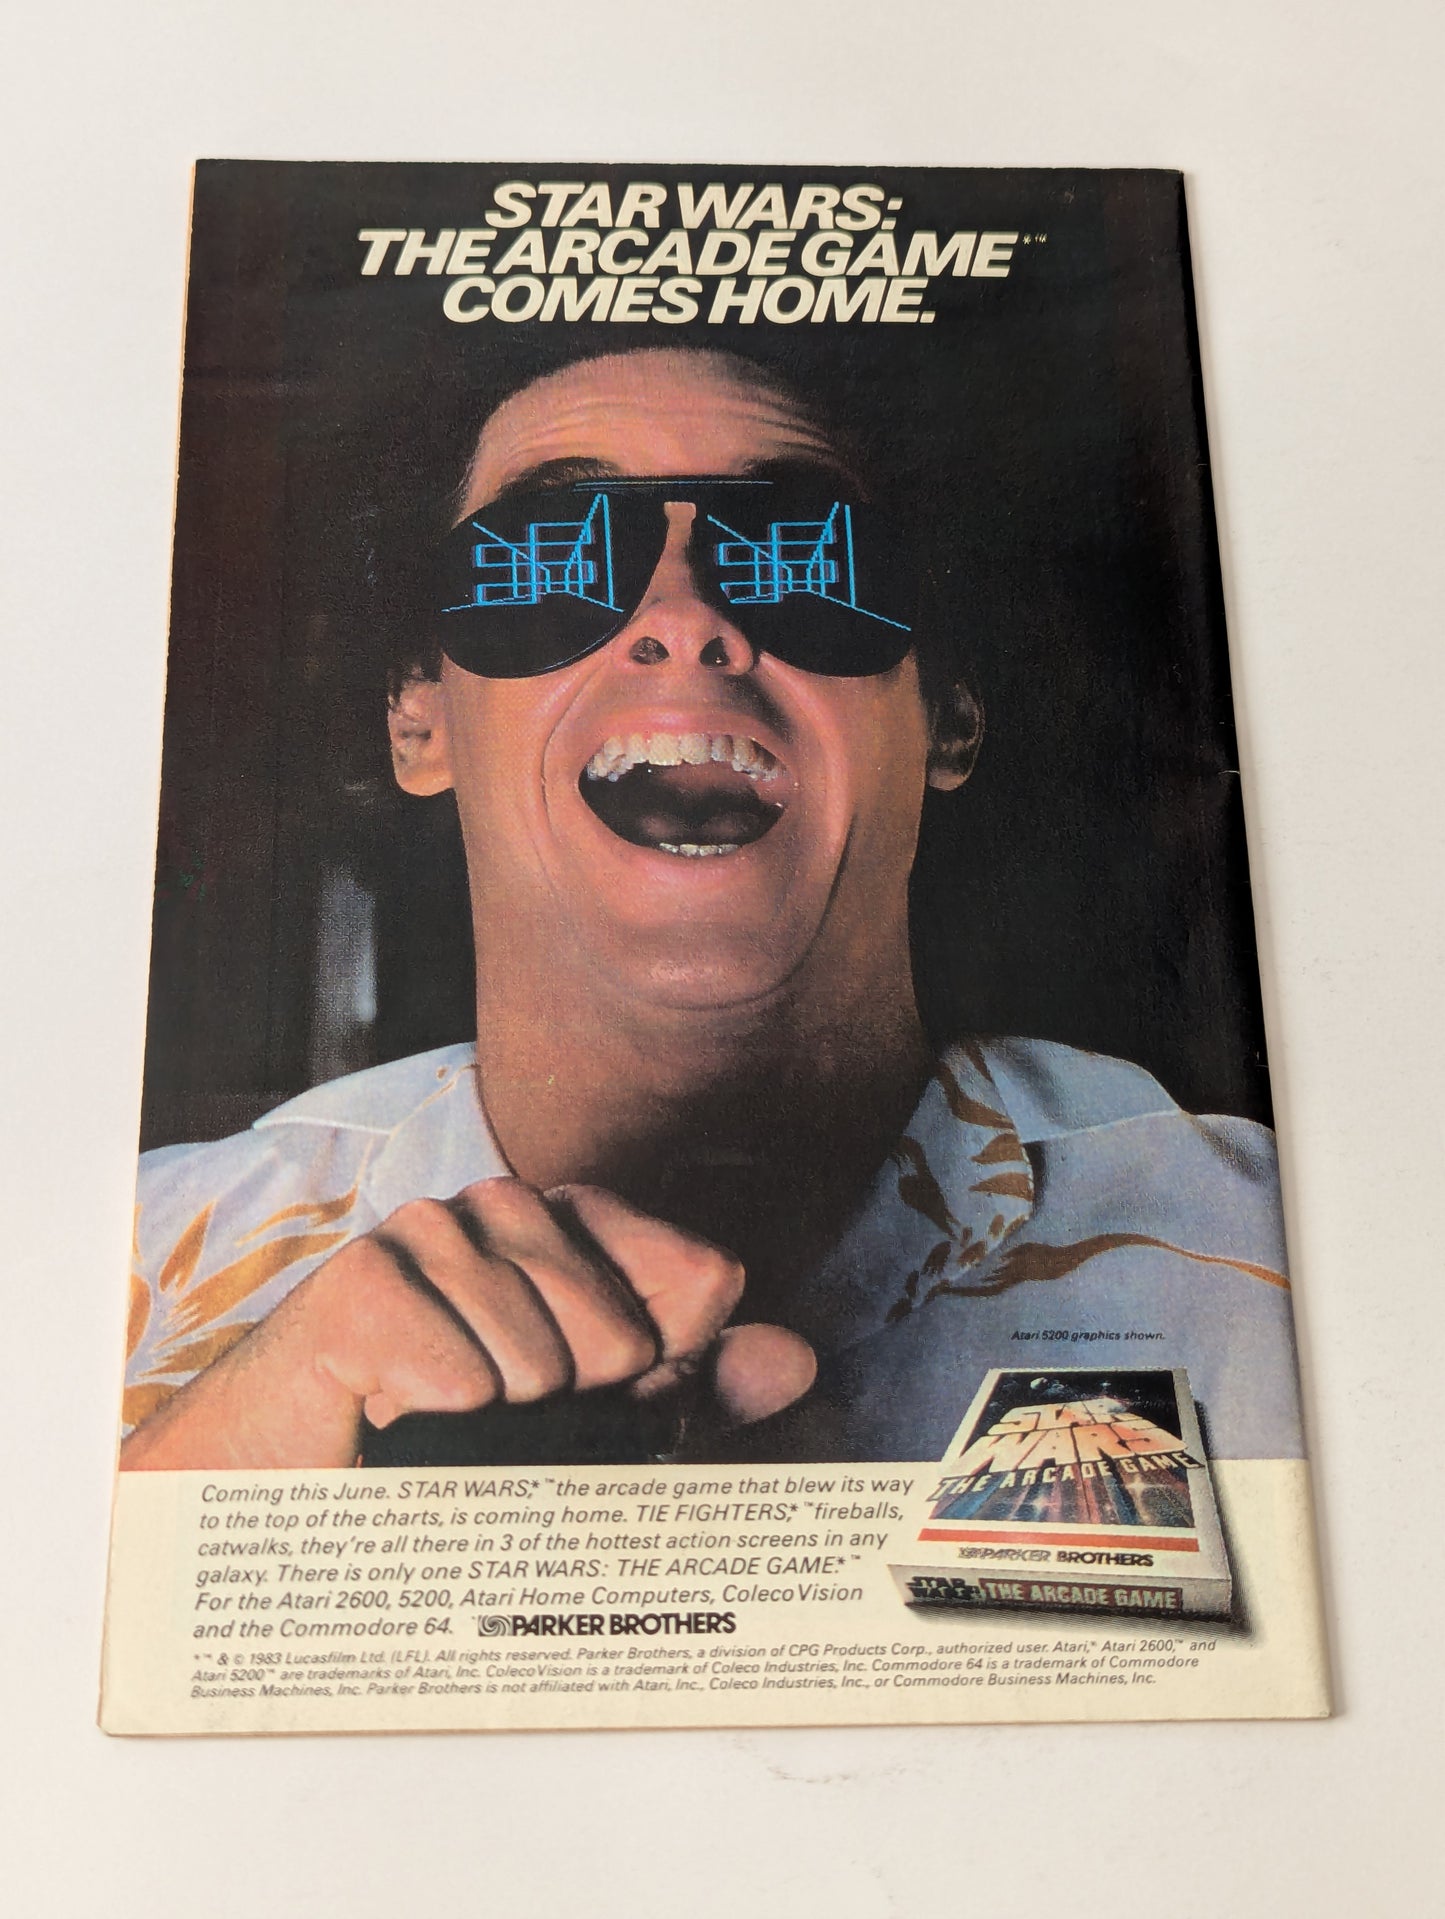 STAR WARS:
THE ARCADE GAME*™
COMES HOME.
Atari 5200 graphics shown.
STAR
WARS
THE ARCADE GAME
PARKER BROTHERS
STAR
WARS THE ARCADE GAME
Coming this June. STAR WARS,*™ the arcade game that blew its way
to the top of the charts, is coming home. TIE FIGHTERS,*™ fireballs,
catwalks, they're all there in 3 of the hottest action screens in any
galaxy. There is only one STAR WARS: THE ARCADE GAME.*™
For the Atari 2600, 5200, Atari Home Computers, ColecoVision
and the Commodore 64. PARKER BROTHERS
*™ & © 1983 Lucasfilm Ltd. (LFL). All rights reserved. Parker Brothers, a division of CPG Products Corp., authorized user. Atari,* Atari 2600,™ and
Atari 5200™ are trademarks of Atari, Inc. ColecoVision is a trademark of Coleco Industries, Inc. Commodore 64 is a trademark of Commodore
Business Machines, Inc. Parker Brothers is not affiliated with Atari, Inc., Coleco Industries, Inc., or Commodore Business Machines, Inc.